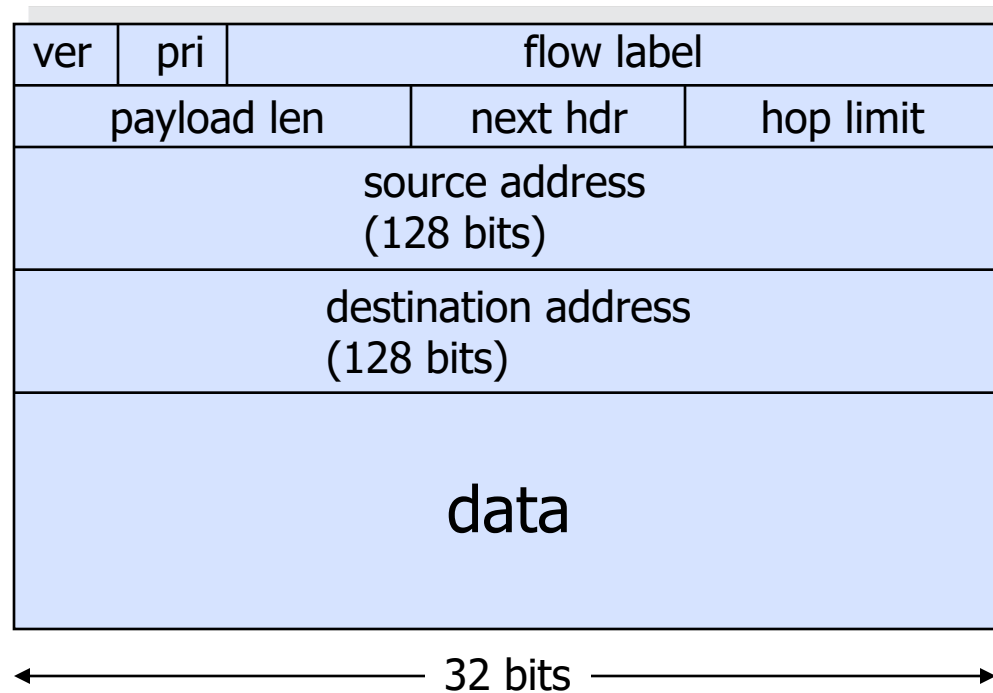 ver pri flow label
payload len next hdr hop limit
source address
(128 bits)
destination address
(128 bits)
data
32 bits